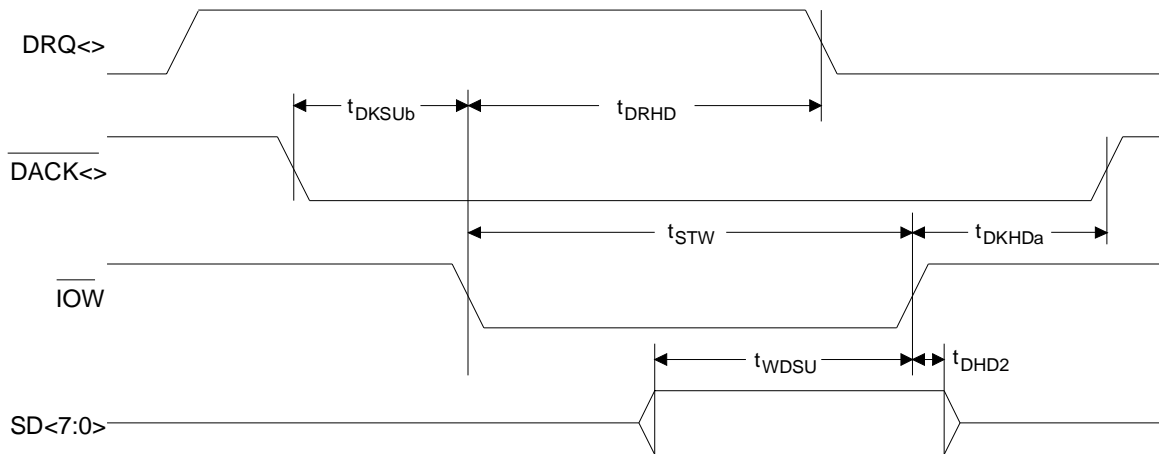 DRQ<>
tDKSUb tDRHD
DACK<>
tSTW tDKHDa
IOW
tWDSU tDHD2
SD<7:0>